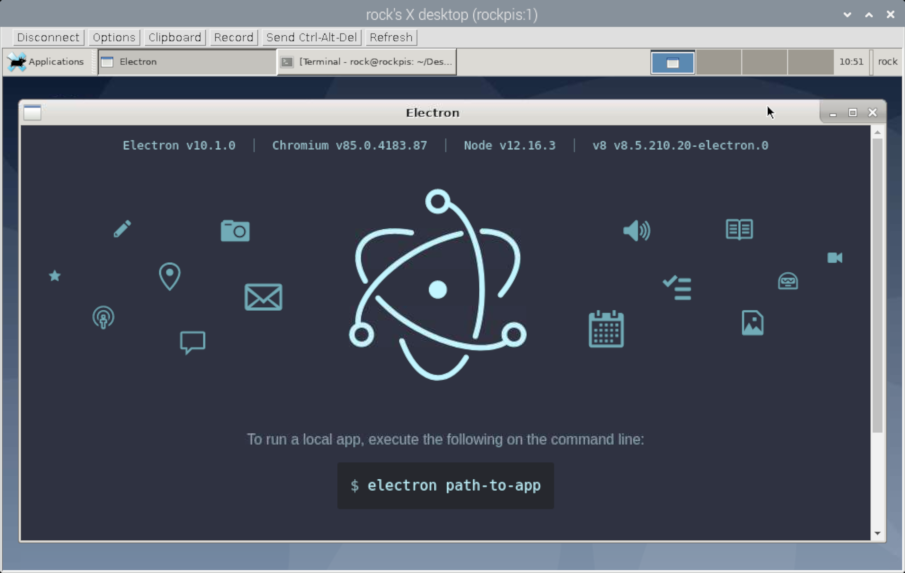 rock's X desktop (rockpis:1)
Disconnect Options Clipboard Record Send Ctrl-Alt-Del Refresh
Applications Electron [Terminal - rock@rockpis: ~/Des... 10:51 rock
Electron
Electron v10.1.0 | Chromium v85.0.4183.87 | Node v12.16.3 | v8 v8.5.210.20-electron.0
To run a local app, execute the following on the command line:
$ electron path-to-app